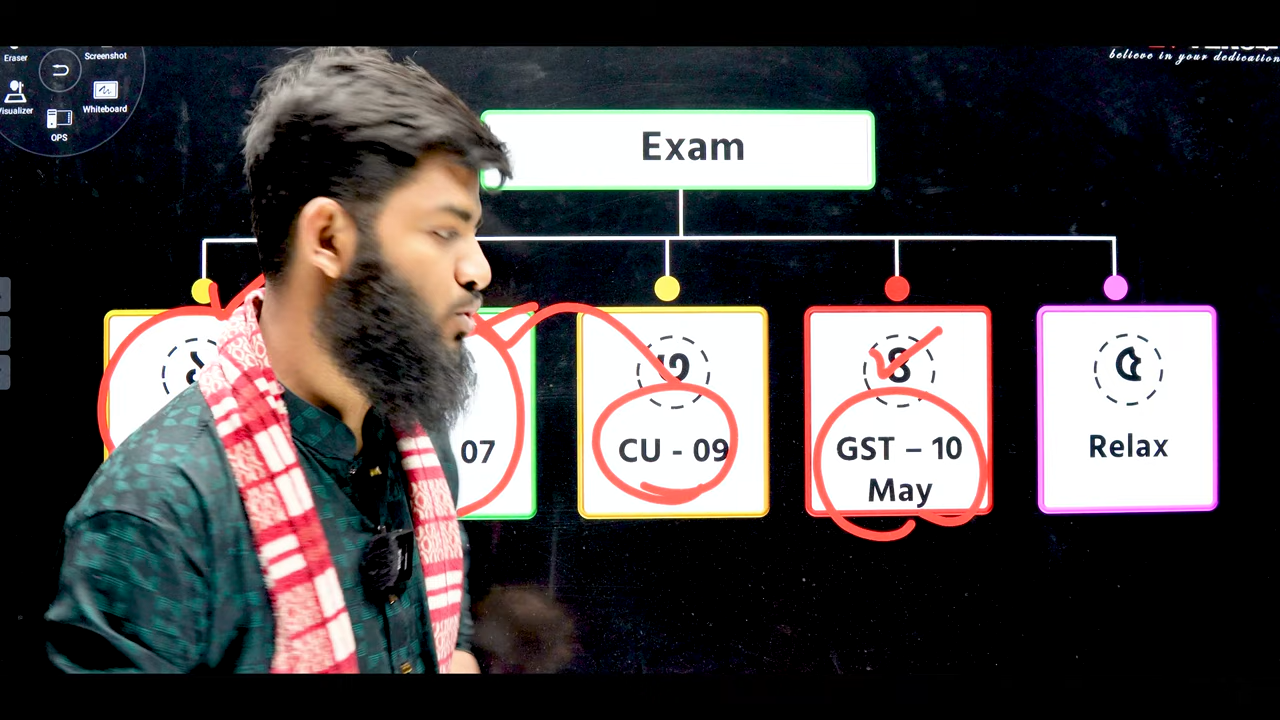 Eraser
Screenshot
Visualizer
Whiteboard
OPS
believe in your dedication
Exam
07
CU - 09
GST – 10
May
Relax